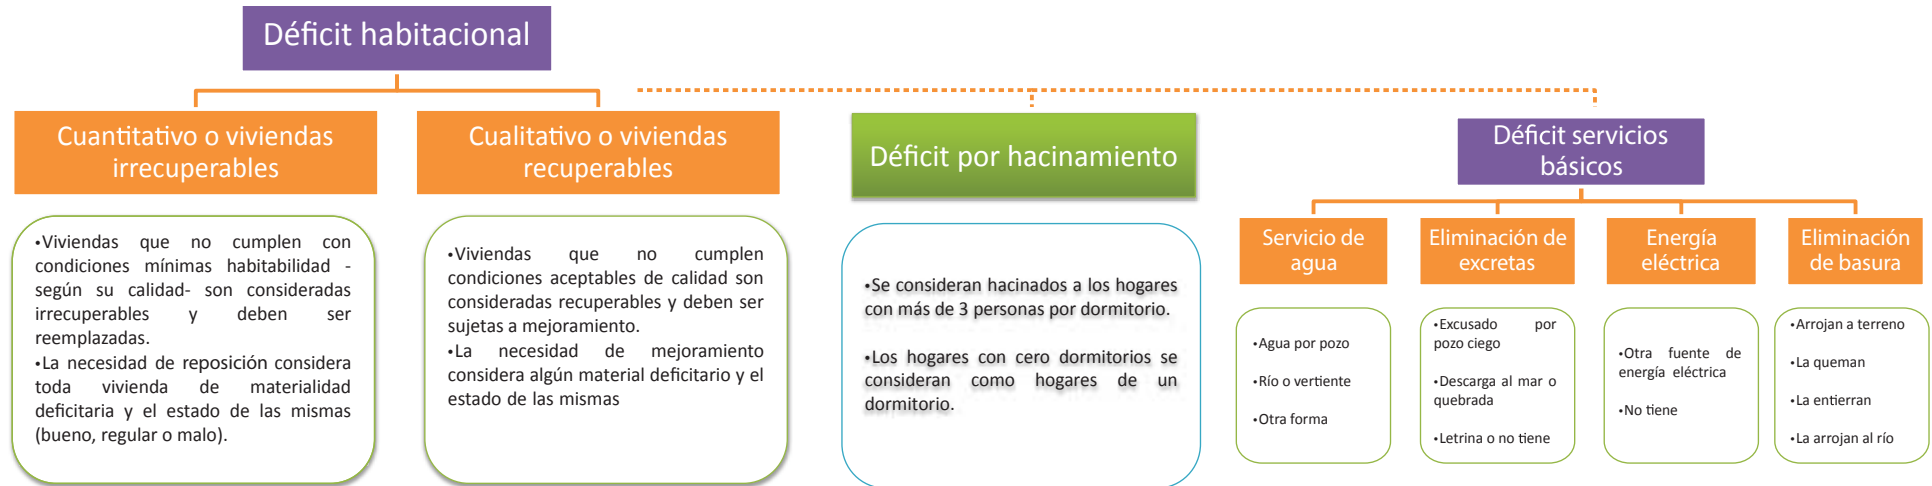 Déficit habitacional
Cuantitativo o viviendas
irrecuperables
•Viviendas que no cumplen con
condiciones mínimas habitabilidad -
según su calidad- son consideradas
irrecuperables y deben ser
reemplazadas.
•La necesidad de reposición considera
toda vivienda de materialidad
deficitaria y el estado de las mismas
(bueno, regular o malo).
Cualitativo o viviendas
recuperables
•Viviendas que no cumplen
condiciones aceptables de calidad son
consideradas recuperables y deben ser
sujetas a mejoramiento.
•La necesidad de mejoramiento
considera algún material deficitario y el
estado de las mismas
Déficit por hacinamiento
•Se consideran hacinados a los hogares
con más de 3 personas por dormitorio.
•Los hogares con cero dormitorios se
consideran como hogares de un
dormitorio.
Déficit servicios
básicos
Servicio de
agua
•Agua por pozo
•Río o vertiente
•Otra forma
Eliminación de
excretas
•Excusado por
pozo ciego
•Descarga al mar o
quebrada
•Letrina o no tiene
Energía
eléctrica
•Otra fuente de
energía eléctrica
•No tiene
Eliminación
de basura
•Arrojan a terreno
•La queman
•La entierran
•La arrojan al río